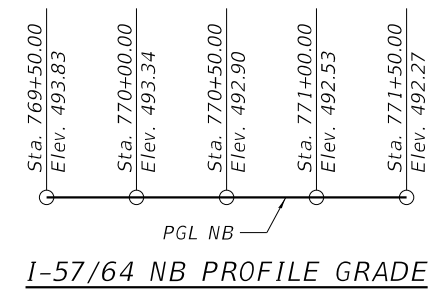 Sta. 769+50.00
Elev. 493.83
Sta. 770+00.00
Elev. 493.34
Sta. 770+50.00
Elev. 492.90
Sta. 771+00.00
Elev. 492.53
Sta. 771+50.00
Elev. 492.27
PGL NB
I-57/64 NB PROFILE GRADE